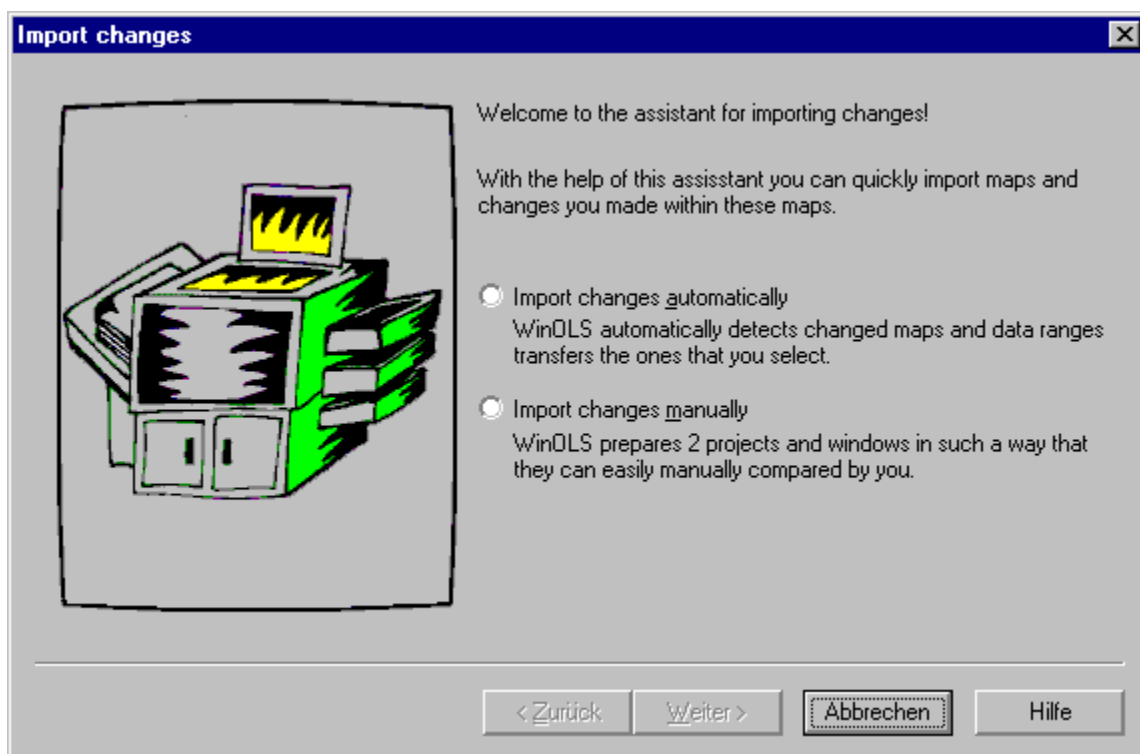 Import changes
Welcome to the assistant for importing changes!
With the help of this assisstant you can quickly import maps and
changes you made within these maps.
Import changes automatically
WinOLS automatically detects changed maps and data ranges
transfers the ones that you select.
Import changes manually
WinOLS prepares 2 projects and windows in such a way that
they can easily manually compared by you.
< Zurück
Weiter >
Abbrechen
Hilfe